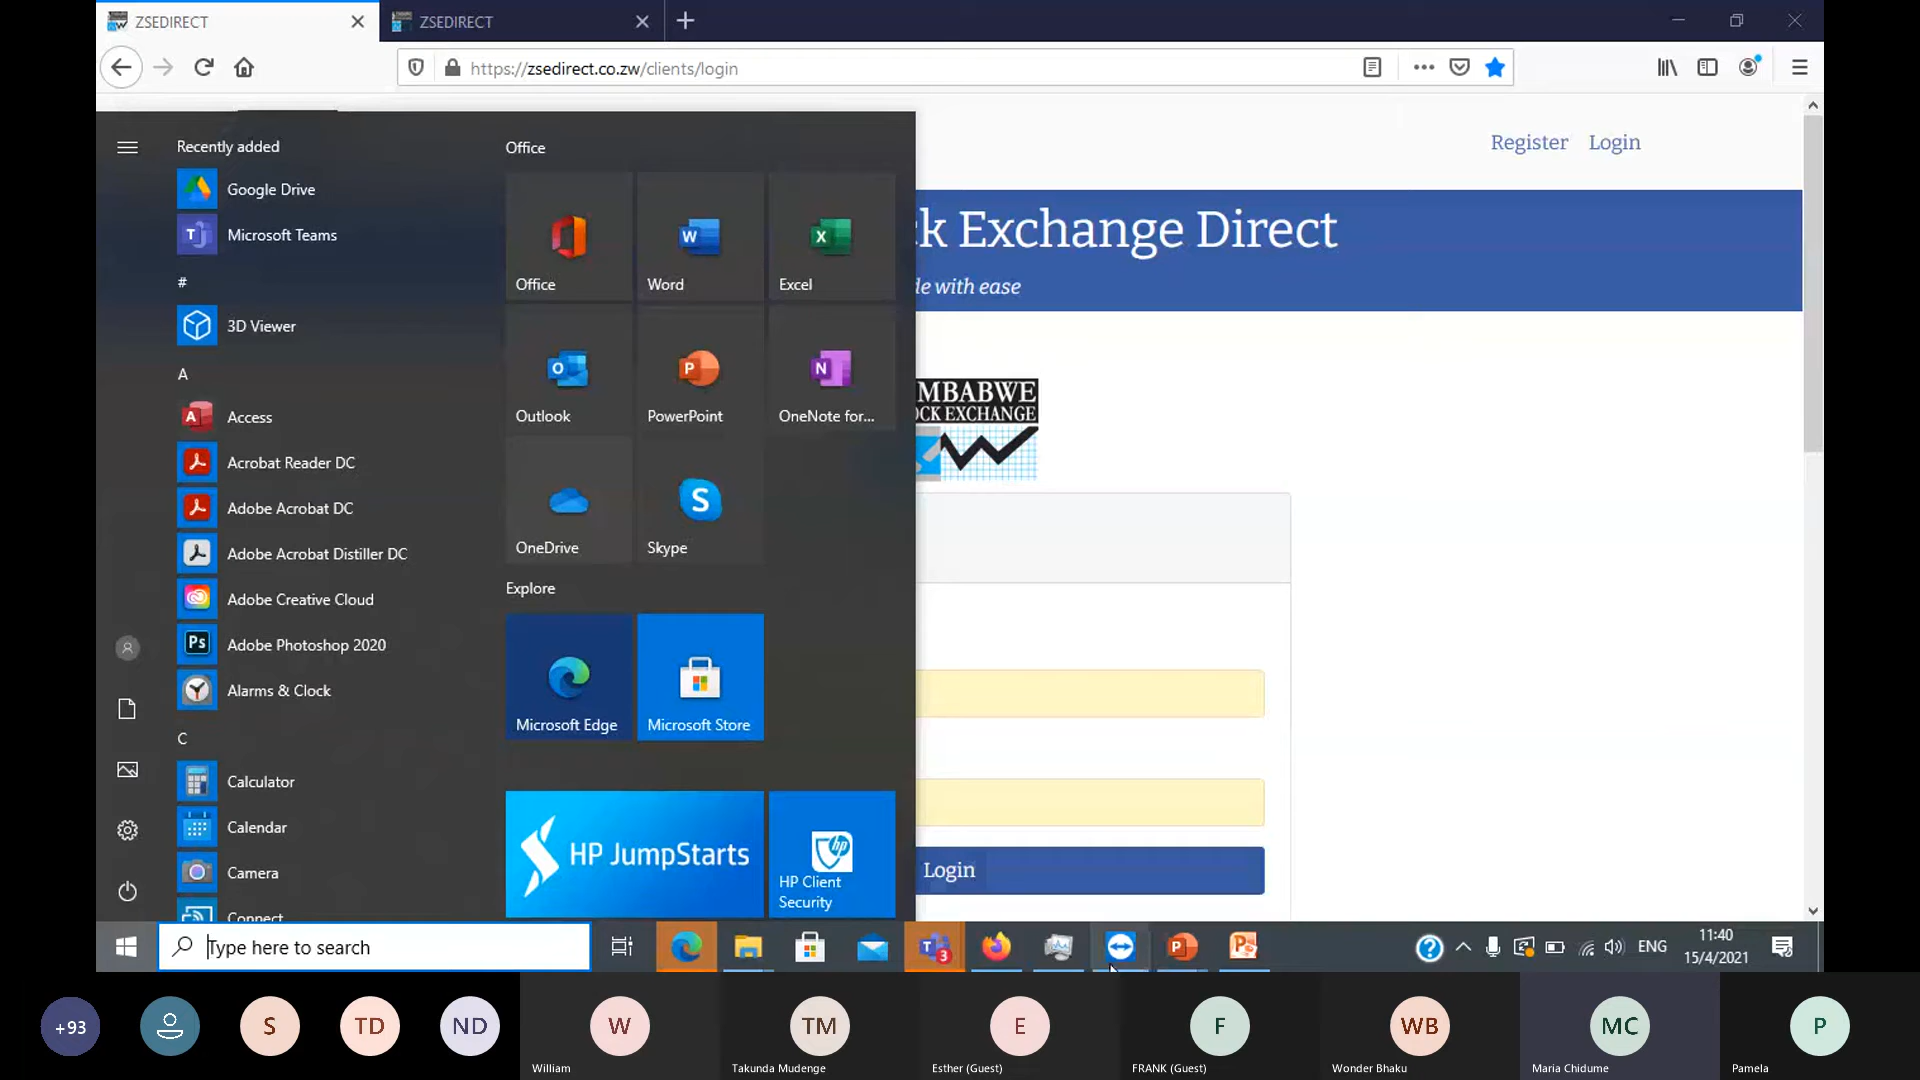 ZSEDIRECT
ZSEDIRECT
https://zsedirect.co.zw/clients/login
Register Login
ck Exchange Direct
de with ease
MBABWE
OCK EXCHANGE
Login
Recently added
Google Drive
Microsoft Teams
#
3D Viewer
A
Access
Acrobat Reader DC
Adobe Acrobat DC
Adobe Acrobat Distiller DC
Adobe Creative Cloud
Ps
Adobe Photoshop 2020
Alarms & Clock
C
Calculator
Calendar
Camera
Connect
Office
Office
Word
Excel
Outlook
PowerPoint
OneNote for...
OneDrive
Skype
Explore
Microsoft Edge
Microsoft Store
HP JumpStarts
hp
HP Client
Security
Type here to search
3
ENG
11:40
15/4/2021
+93
S
TD
ND
W
William
TM
Takunda Mudenge
E
Esther (Guest)
F
FRANK (Guest)
WB
Wonder Bhaku
MC
Maria Chidume
P
Pamela